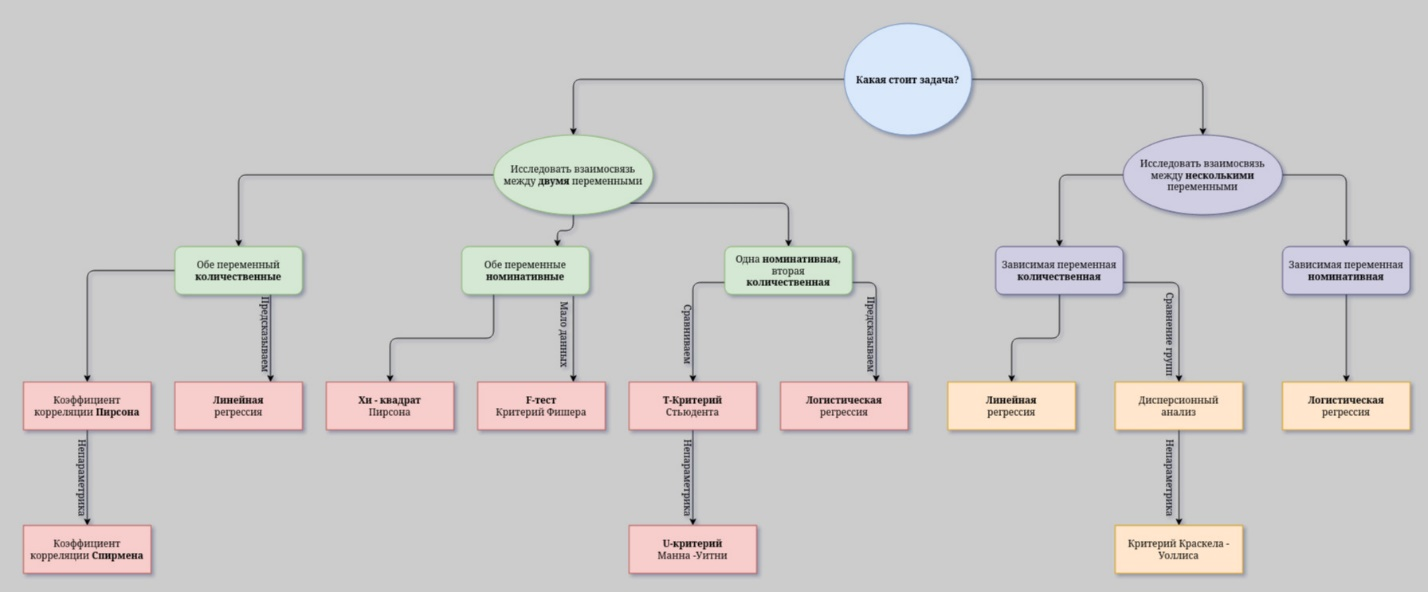 Какая стоит задача?
Исследовать взаимосвязь
между двумя переменными
Исследовать взаимосвязь
между несколькими
переменными
Обе переменный
количественные
Обе переменные
номинативные
Одна номинативная,
вторая
количественная
Зависимая переменная
количественная
Зависимая переменная
номинативная
Предсказываем
Мало данных
Сравниваем
Предсказываем
Сравнение групп
Коэффициент
корреляции Пирсона
Линейная
регрессия
Хи - квадрат
Пирсона
F-тест
Критерий Фишера
Т-Критерий
Стьюдента
Логистическая
регрессия
Линейная
регрессия
Дисперсионный
анализ
Логистическая
регрессия
Непараметрика
Непараметрика
Непараметрика
Коэффициент
корреляции Спирмена
U-критерий
Манна -Уитни
Критерий Краскела -
Уоллиса